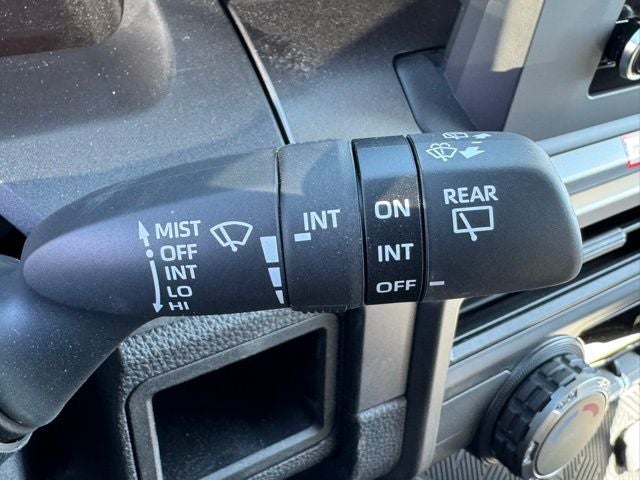 MIST
OFF
INT
LO
HI
INT
ON
INT
OFF
REAR